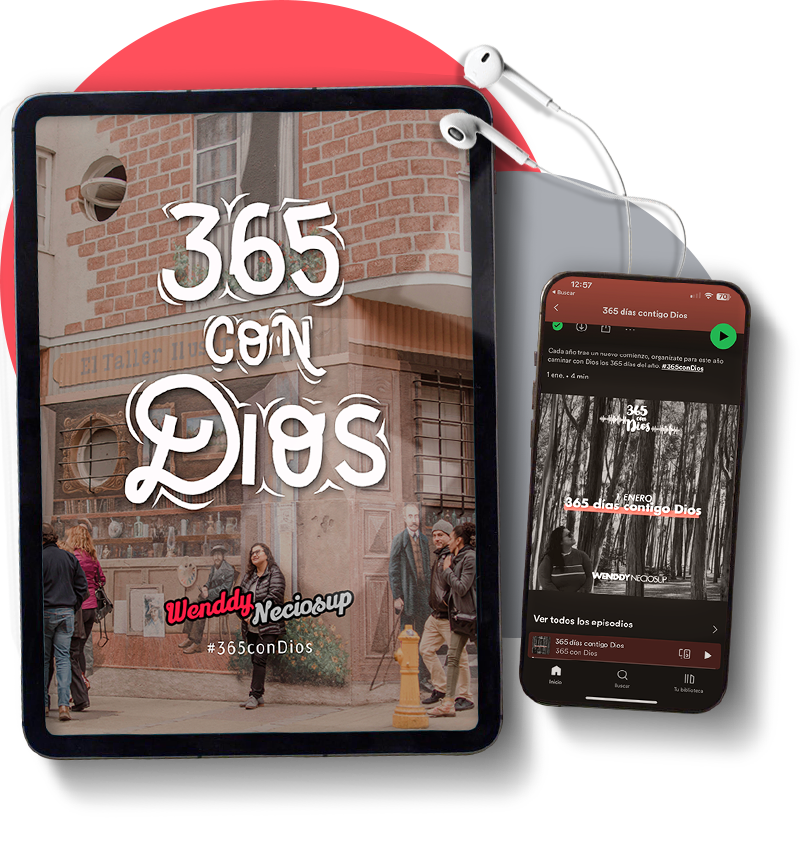 365
CON
DIOS
El Taller
Wenddy Neciosup
#365conDios
12:57
70
Buscar
365 días contigo Dios
Cada año trae un nuevo comienzo, organízate para este año
caminar con Dios los 365 días del año. #365conDios
1 ene. • 4 min
365
con
Dios
1 ENERO
365 días contigo Dios
WENDDY NECIOSUP
Ver todos los episodios
365 días contigo Dios
365 con Dios
Inicio
Buscar
Tu biblioteca